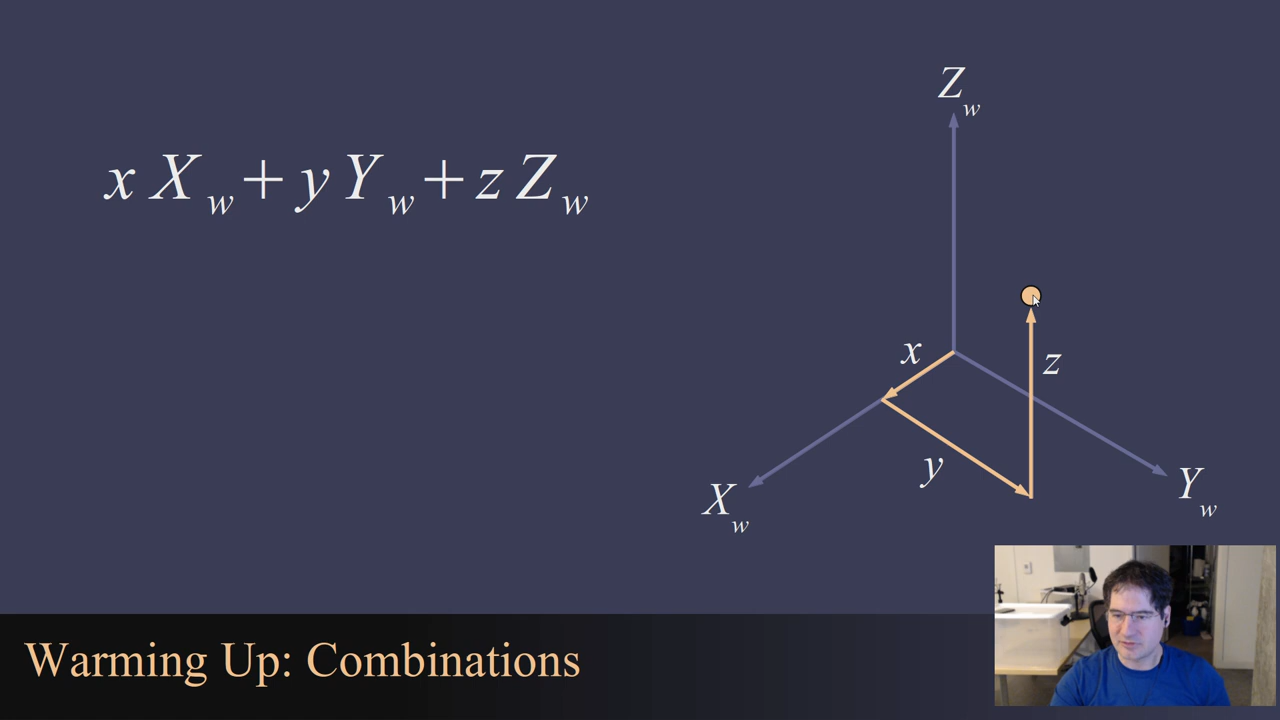 x X_w + y Y_w + z Z_w
Z_w
x
z
y
X_w
Y_w
Warming Up: Combinations